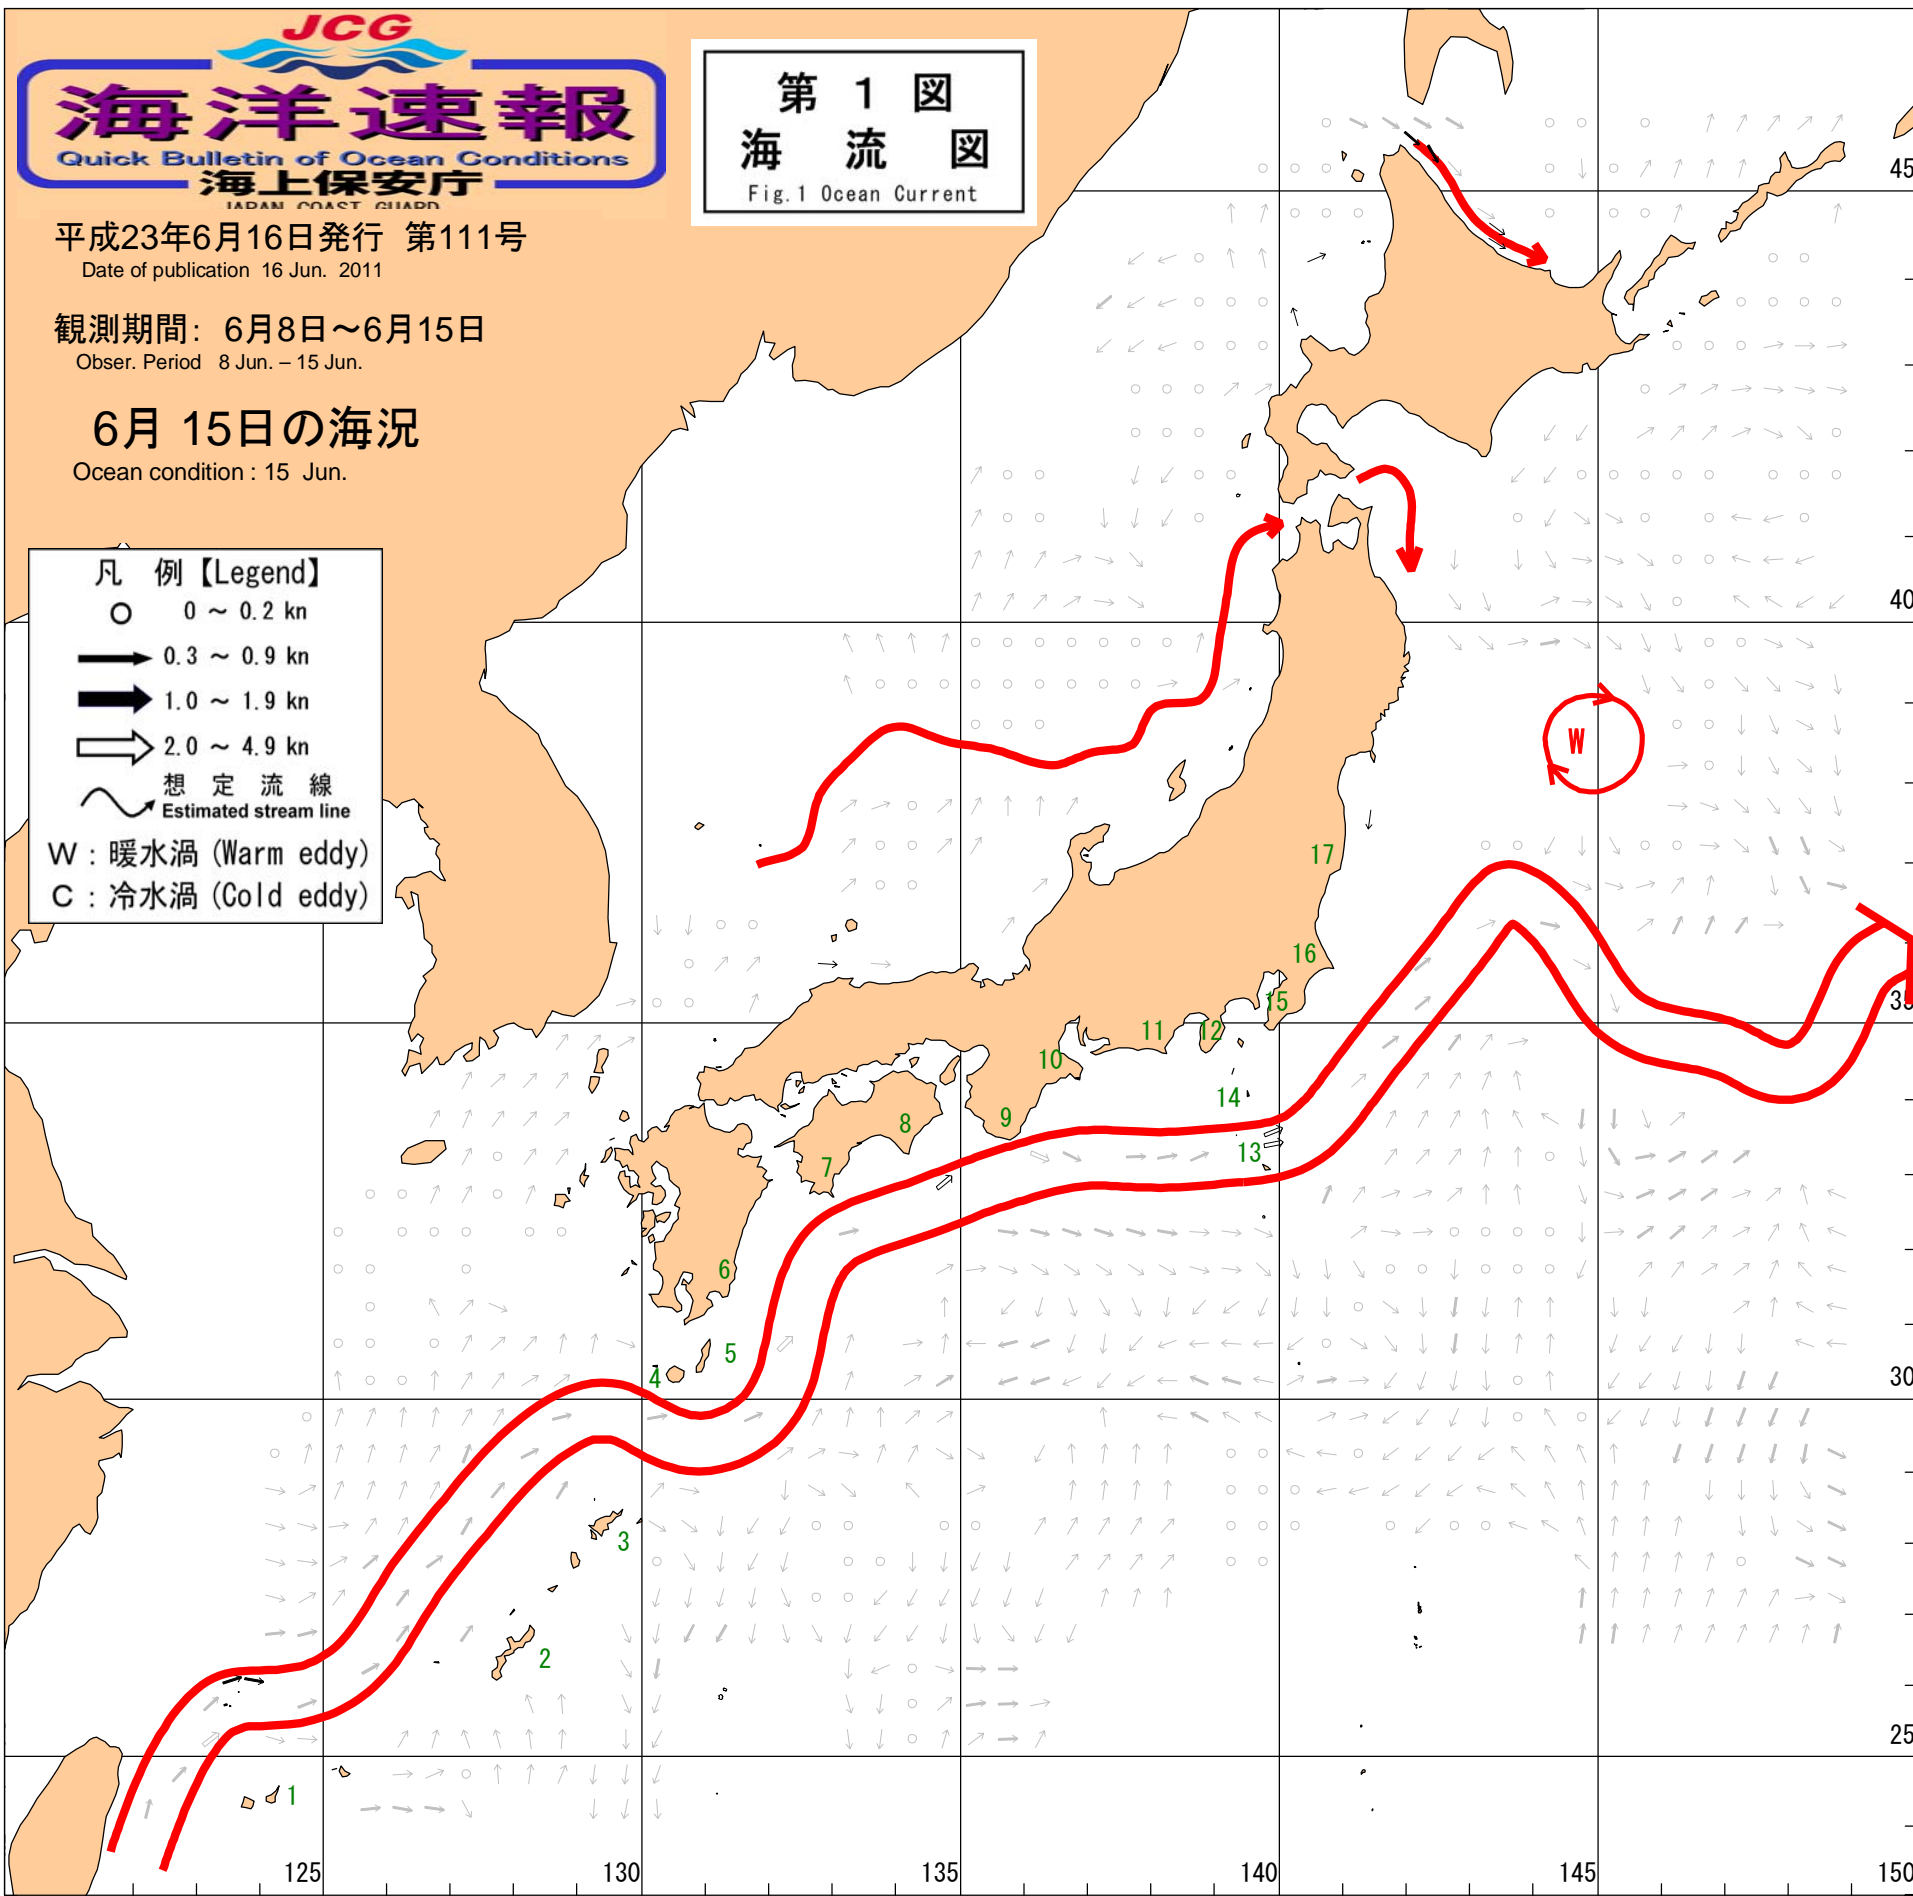 JCG
海洋速報
Quick Bulletin of Ocean Conditions
海上保安庁
JAPAN COAST GUARD
第 1 図
海 流 図
Fig.1 Ocean Current
平成23年6月16日発行 第111号
Date of publication 16 Jun. 2011
観測期間: 6月8日～6月15日
Obser. Period 8 Jun. – 15 Jun.
6月 15日の海況
Ocean condition : 15 Jun.
凡 例【Legend】
0 ～ 0.2 kn
0.3 ～ 0.9 kn
1.0 ～ 1.9 kn
2.0 ～ 4.9 kn
想 定 流 線
Estimated stream line
W : 暖水渦 (Warm eddy)
C : 冷水渦 (Cold eddy)
45
40
W
17
16
35
15
12
11
10
14
9
8
13
7
6
5
4
30
3
2
25
1
125
130
135
140
145
150